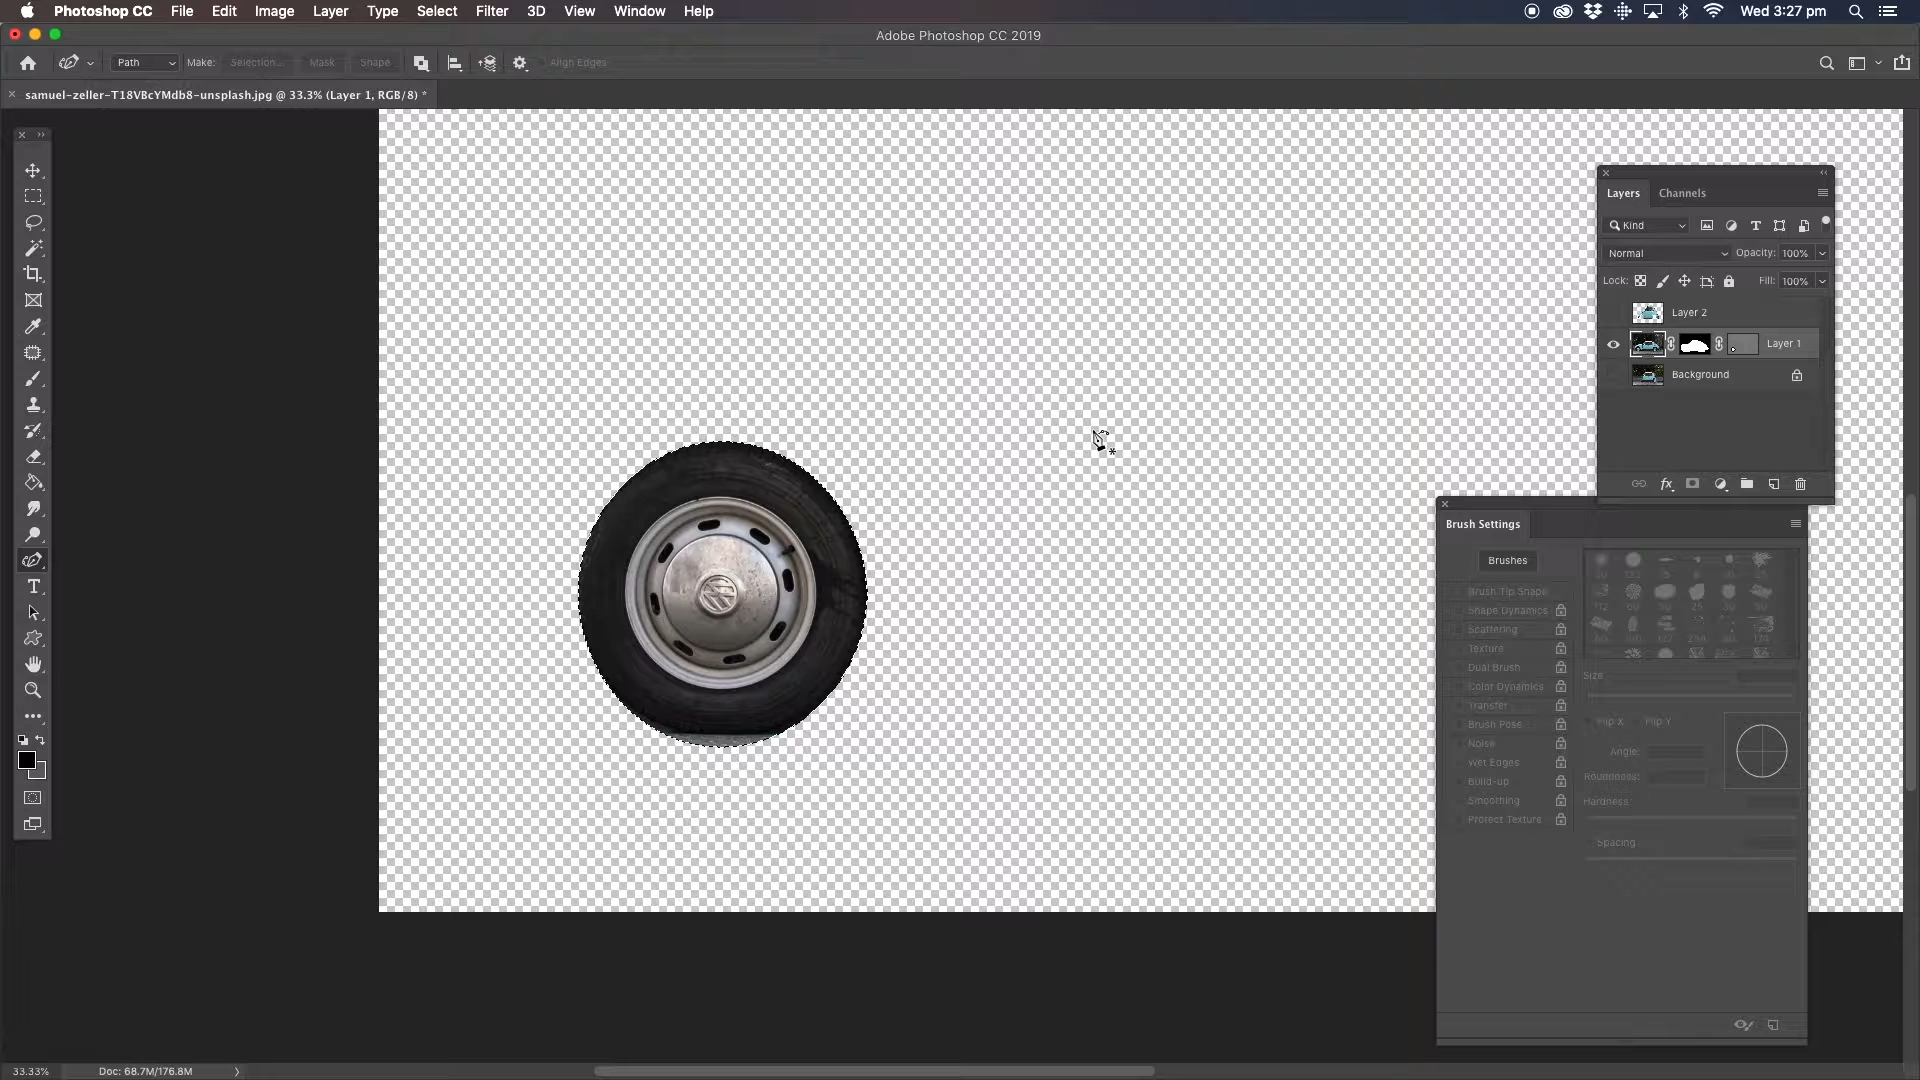 Photoshop CC File Edit Image Layer Type Select Filter 3D View Window Help Wed 3:27 pm
Adobe Photoshop CC 2019
Path Make: Selection... Mask Shape Align Edges
samuel-zeller-T18VBcYMdb8-unsplash.jpg @ 33.3% (Layer 1, RGB/8) *
Layers Channels
Kind
Normal Opacity: 100%
Lock: Fill: 100%
Layer 2
Layer 1
Background
Brush Settings
Brushes
Brush Tip Shape
Shape Dynamics
Scattering
Texture
Dual Brush
Color Dynamics
Transfer
Brush Pose
Noise
Wet Edges
Build-up
Smoothing
Protect Texture
Size
Flip X Flip Y
Angle:
Roundness:
Hardness:
Spacing
33.33% Doc: 68.7M/176.8M